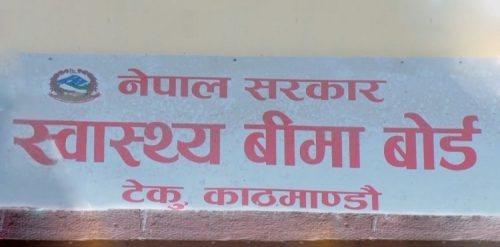 नेपाल सरकार
स्वास्थ्य बीमा बोर्ड
टेकु, काठमाण्डौ